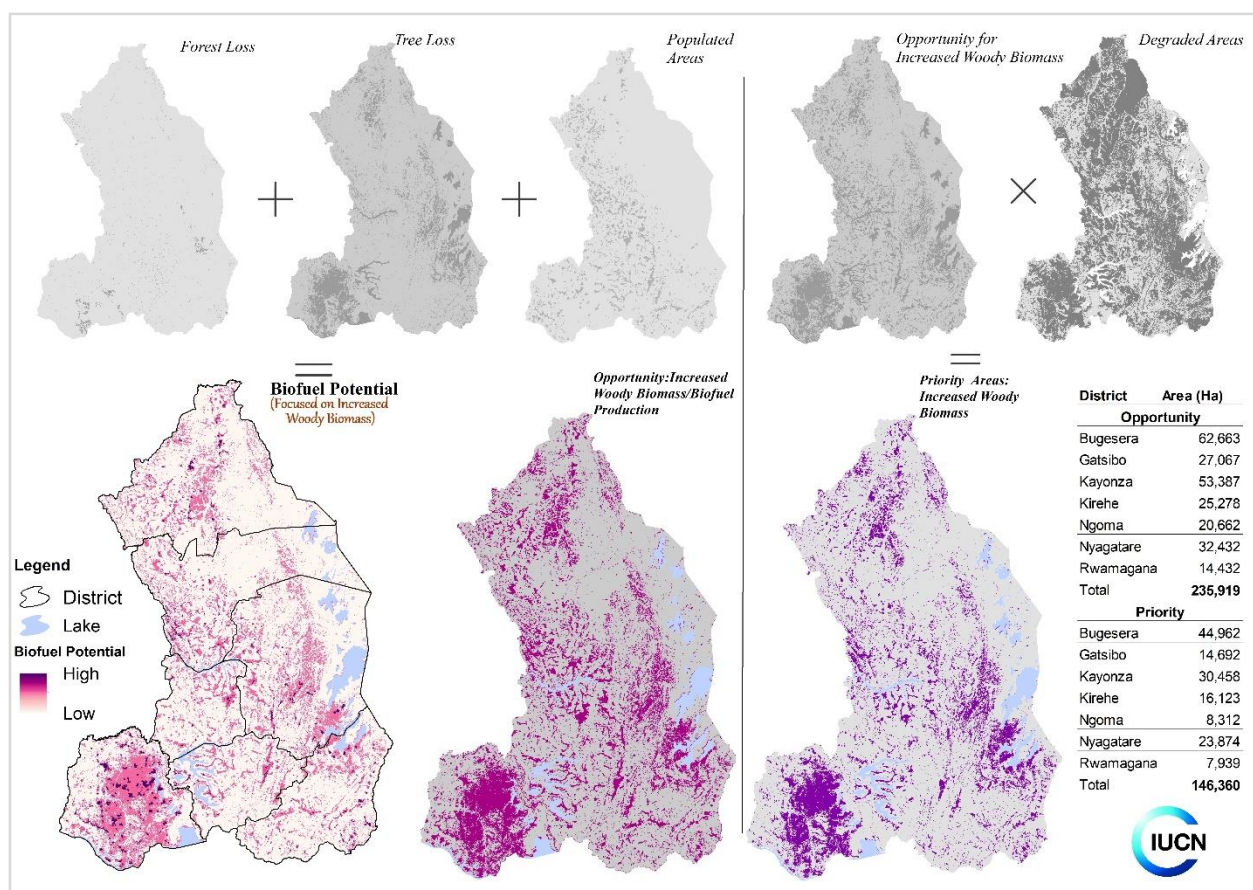 Forest Loss
Tree Loss
Populated
Areas
Opportunity for
Increased Woody Biomass
Degraded Areas
+
+
×
=
Biofuel Potential
(Focused on Increased
Woody Biomass)
Opportunity:Increased
Woody Biomass/Biofuel
Production
=
Priority Areas:
Increased Woody
Biomass
Legend
District
Lake
Biofuel Potential
High
Low
District Area (Ha)
Opportunity
Bugesera 62,663
Gatsibo 27,067
Kayonza 53,387
Kirehe 25,278
Ngoma 20,662
Nyagatare 32,432
Rwamagana 14,432
Total 235,919
Priority
Bugesera 44,962
Gatsibo 14,692
Kayonza 30,458
Kirehe 16,123
Ngoma 8,312
Nyagatare 23,874
Rwamagana 7,939
Total 146,360
IUCN